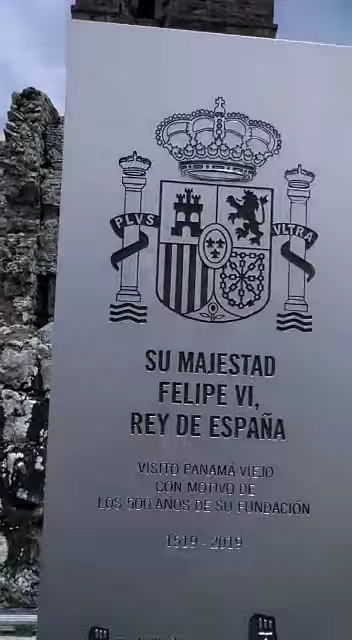 PLVS VLTRA
SU MAJESTAD
FELIPE VI,
REY DE ESPAÑA
VISITO PANAMÁ VIEJO
CON MOTIVO DE
LOS 500 AÑOS DE SU FUNDACIÓN
1519 - 2019